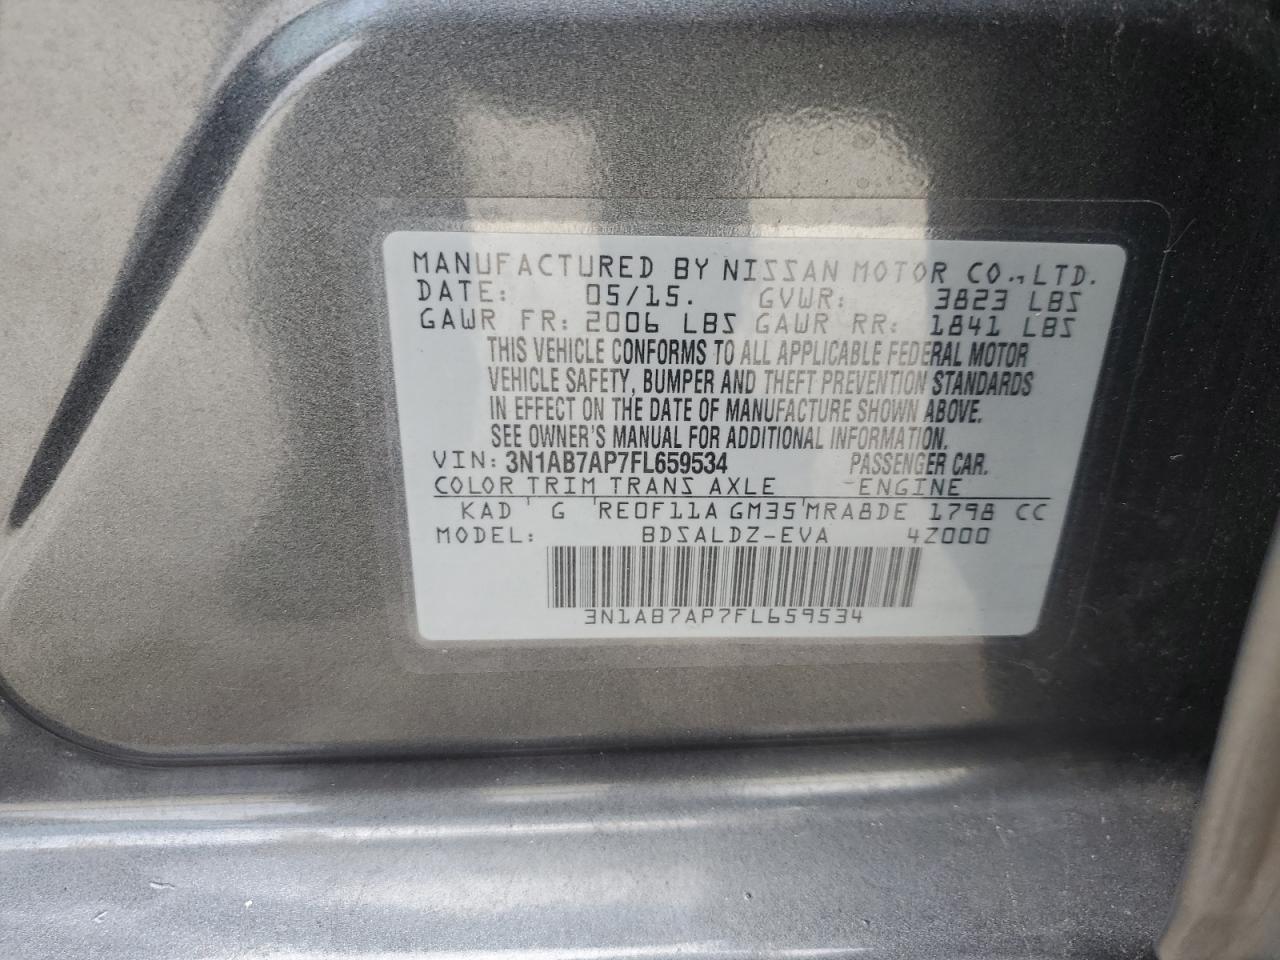 MANUFACTURED BY NISSAN MOTOR CO., LTD.
DATE: 05/15. GVWR: 3823 LBS
GAWR FR: 2006 LBS GAWR RR: 1841 LBS
THIS VEHICLE CONFORMS TO ALL APPLICABLE FEDERAL MOTOR
VEHICLE SAFETY, BUMPER AND THEFT PREVENTION STANDARDS
IN EFFECT ON THE DATE OF MANUFACTURE SHOWN ABOVE.
SEE OWNER'S MANUAL FOR ADDITIONAL INFORMATION.
VIN: 3N1AB7AP7FL659534 PASSENGER CAR.
COLOR TRIM TRANS AXLE ENGINE
KAD G RE0F11A GM35 MRA8DE 1798 CC
MODEL: BDSALDZ-EVA 4Z000
3N1AB7AP7FL659534